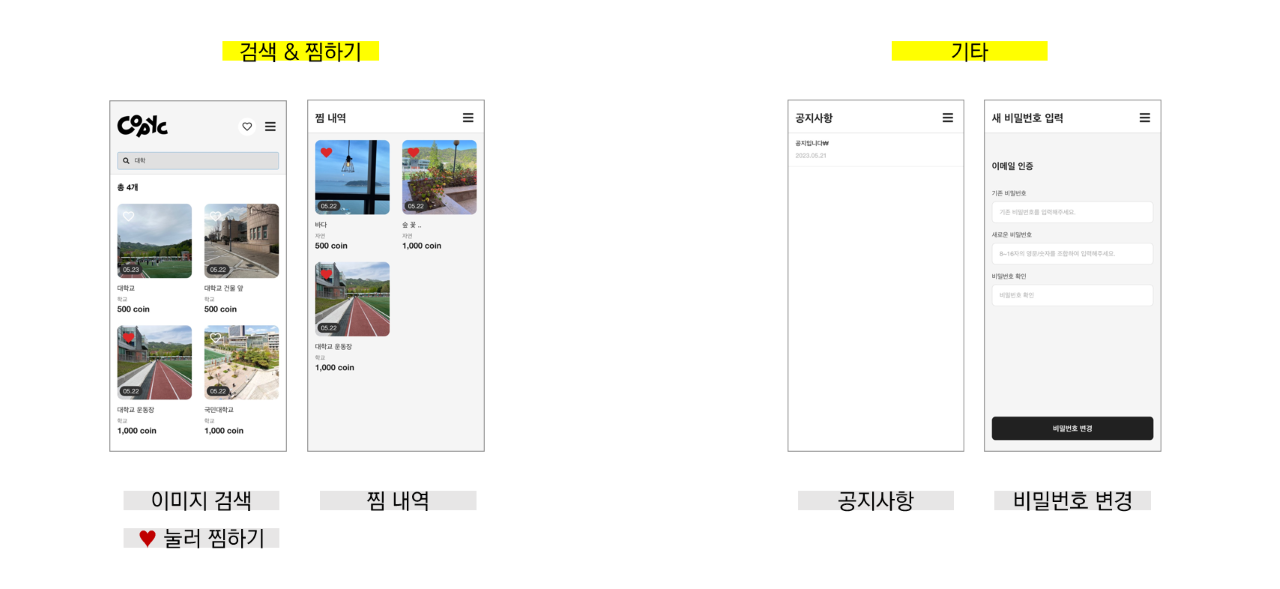 검색 & 찜하기
Copyc
대학
총 4개
05.23
대학교
학교
500 coin
05.22
대학교 건물 앞
학교
500 coin
05.22
대학교 운동장
학교
1,000 coin
05.22
국민대학교
학교
1,000 coin
이미지 검색
♥ 눌러 찜하기
찜 내역
05.22
바다
자연
500 coin
05.22
숲 꽃 ..
자연
1,000 coin
05.22
대학교 운동장
학교
1,000 coin
찜 내역
기타
공지사항
공지입니다₩
2023.05.21
공지사항
새 비밀번호 입력
이메일 인증
기존 비밀번호
기존 비밀번호를 입력해주세요.
새로운 비밀번호
8~16자의 영문/숫자를 조합하여 입력해주세요.
비밀번호 확인
비밀번호 확인
비밀번호 변경
비밀번호 변경